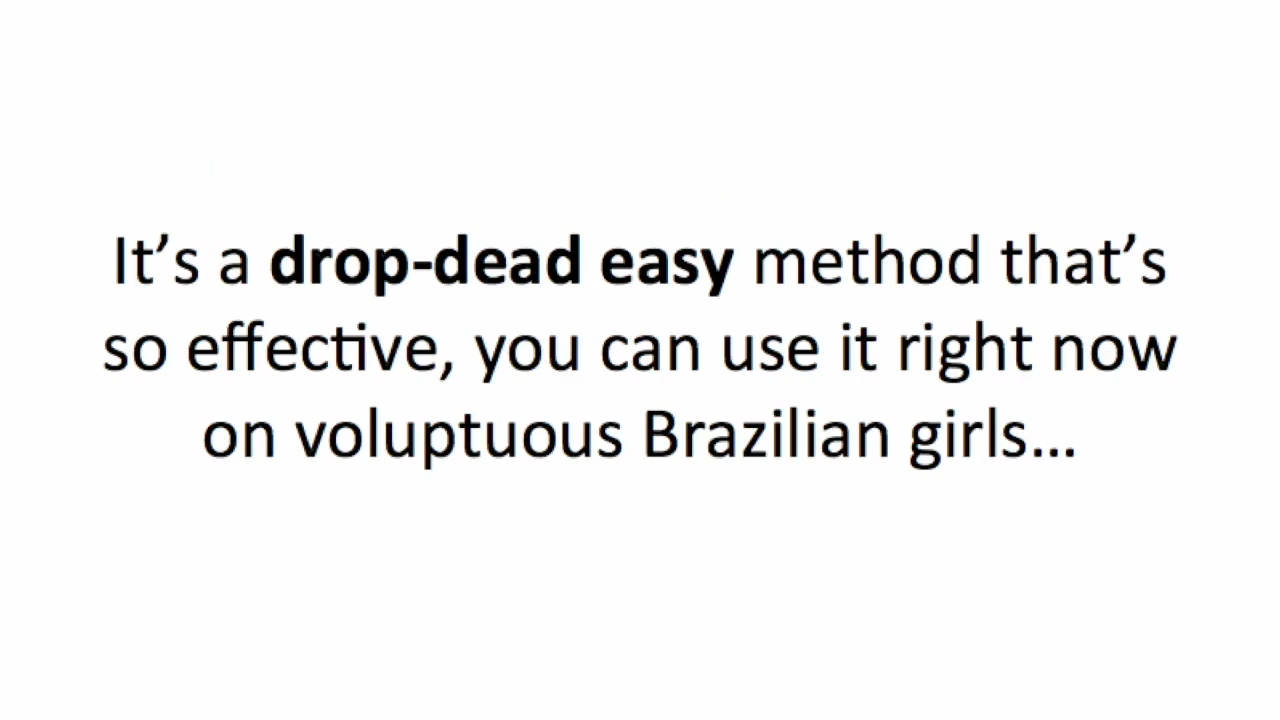 It’s a drop-dead easy method that’s
so effective, you can use it right now
on voluptuous Brazilian girls…